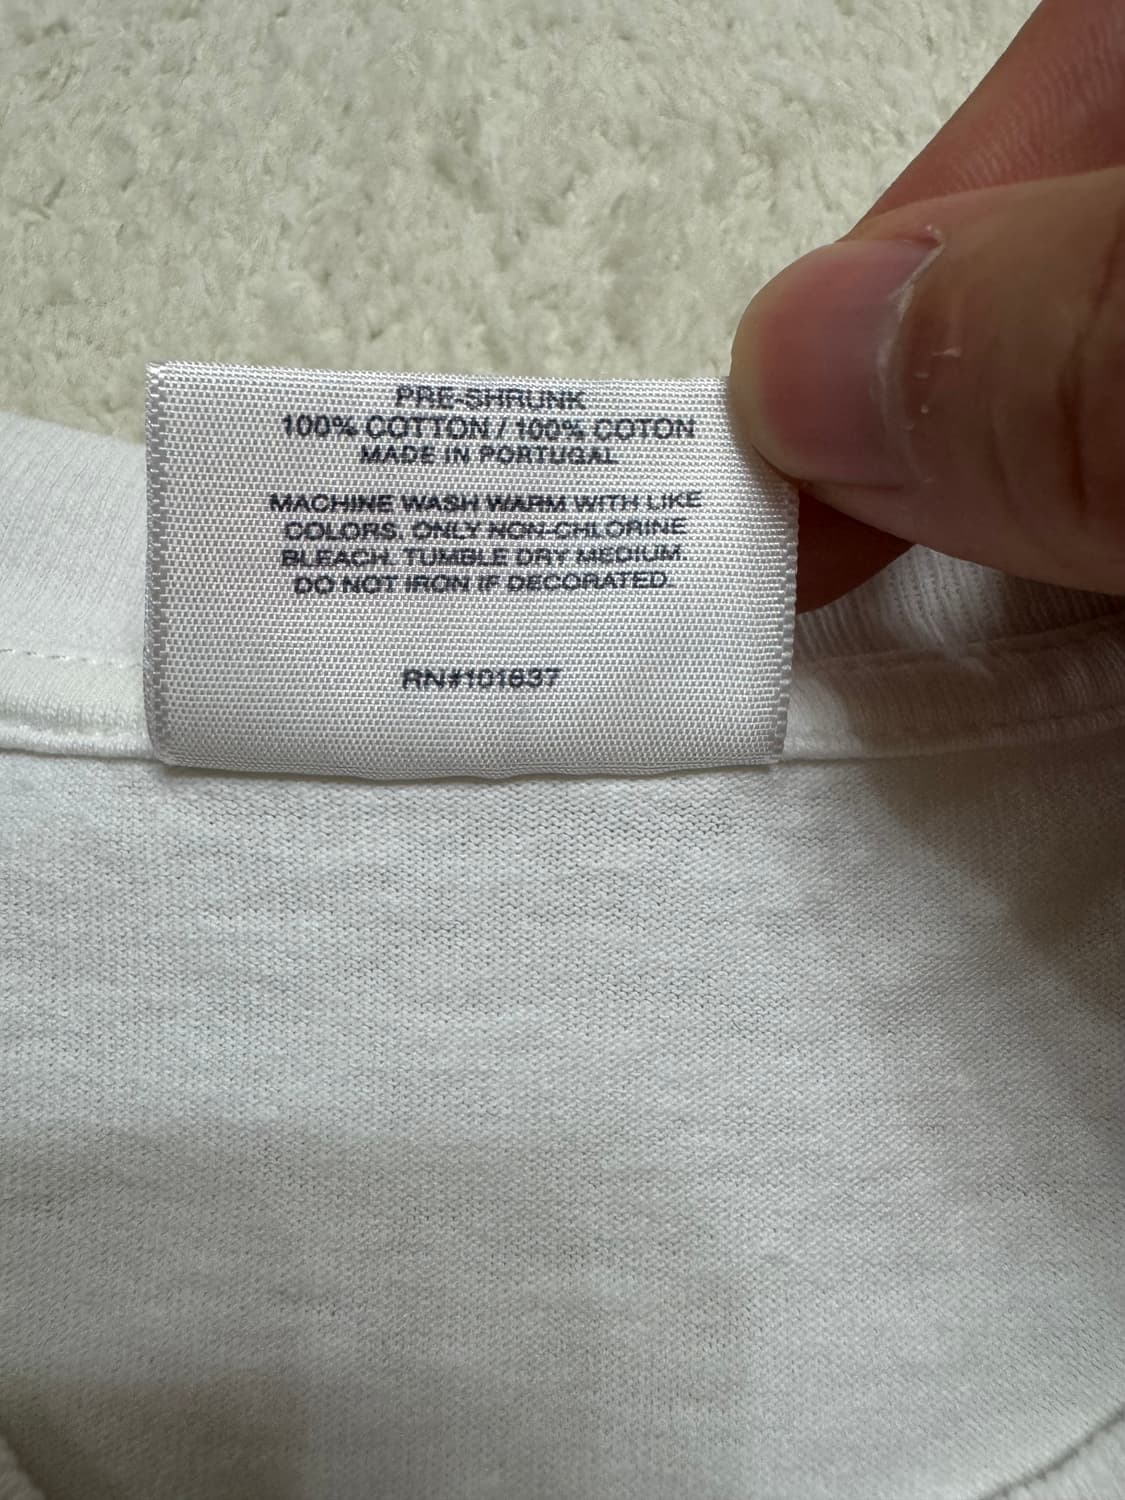 PRE-SHRUNK
100% COTTON / 100% COTON
MADE IN PORTUGAL
MACHINE WASH WARM WITH LIKE
COLORS. ONLY NON-CHLORINE
BLEACH. TUMBLE DRY MEDIUM
DO NOT IRON IF DECORATED.
RN#101637